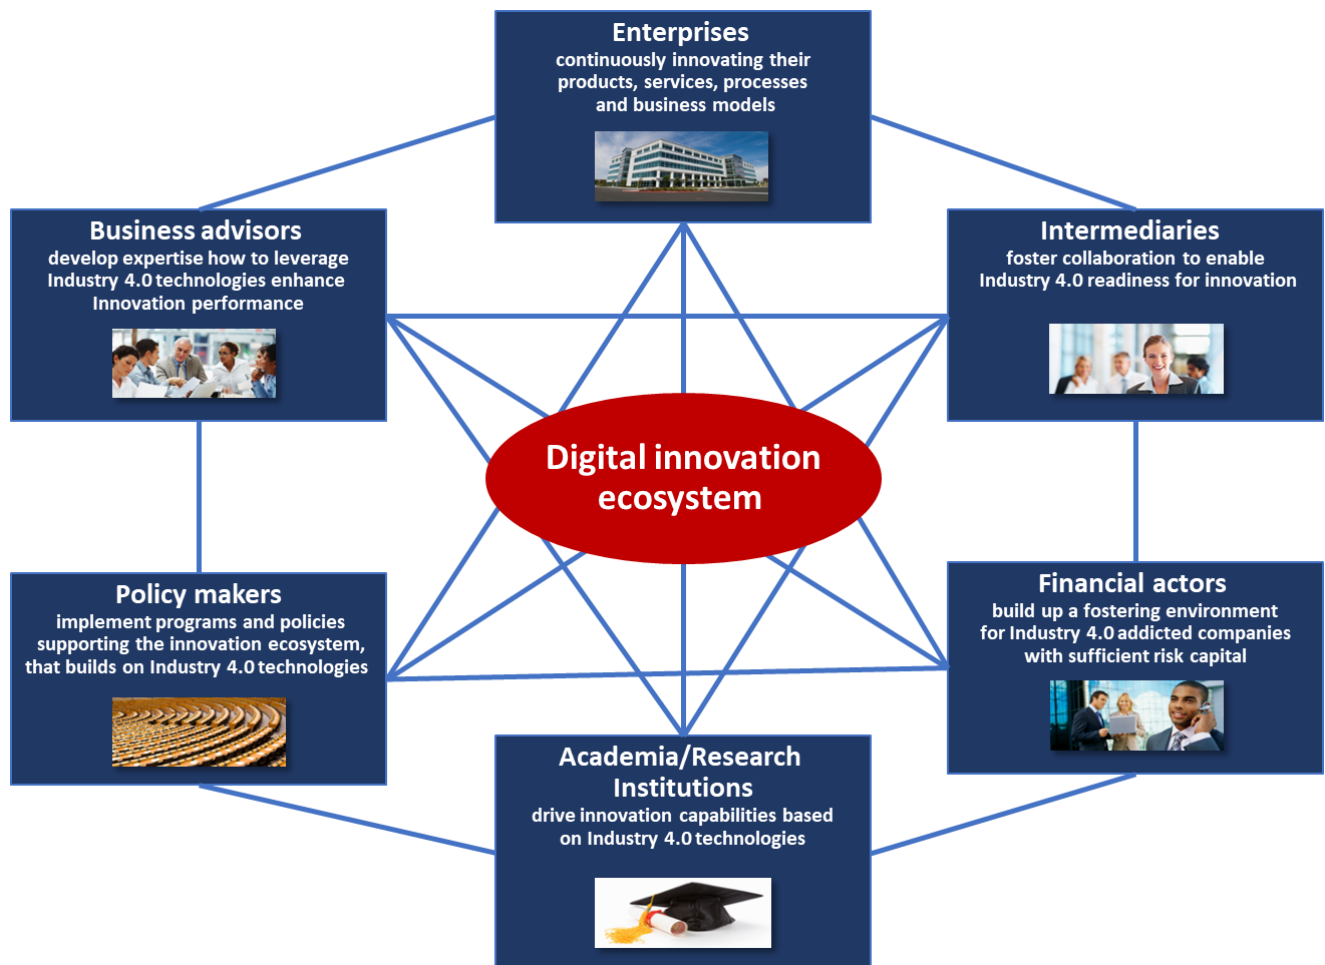 Enterprises
continuously innovating their
products, services, processes
and business models
Business advisors
develop expertise how to leverage
Industry 4.0 technologies enhance
Innovation performance
Intermediaries
foster collaboration to enable
Industry 4.0 readiness for innovation
Digital innovation
ecosystem
Policy makers
implement programs and policies
supporting the innovation ecosystem,
that builds on Industry 4.0 technologies
Financial actors
build up a fostering environment
for Industry 4.0 addicted companies
with sufficient risk capital
Academia/Research
Institutions
drive innovation capabilities based
on Industry 4.0 technologies